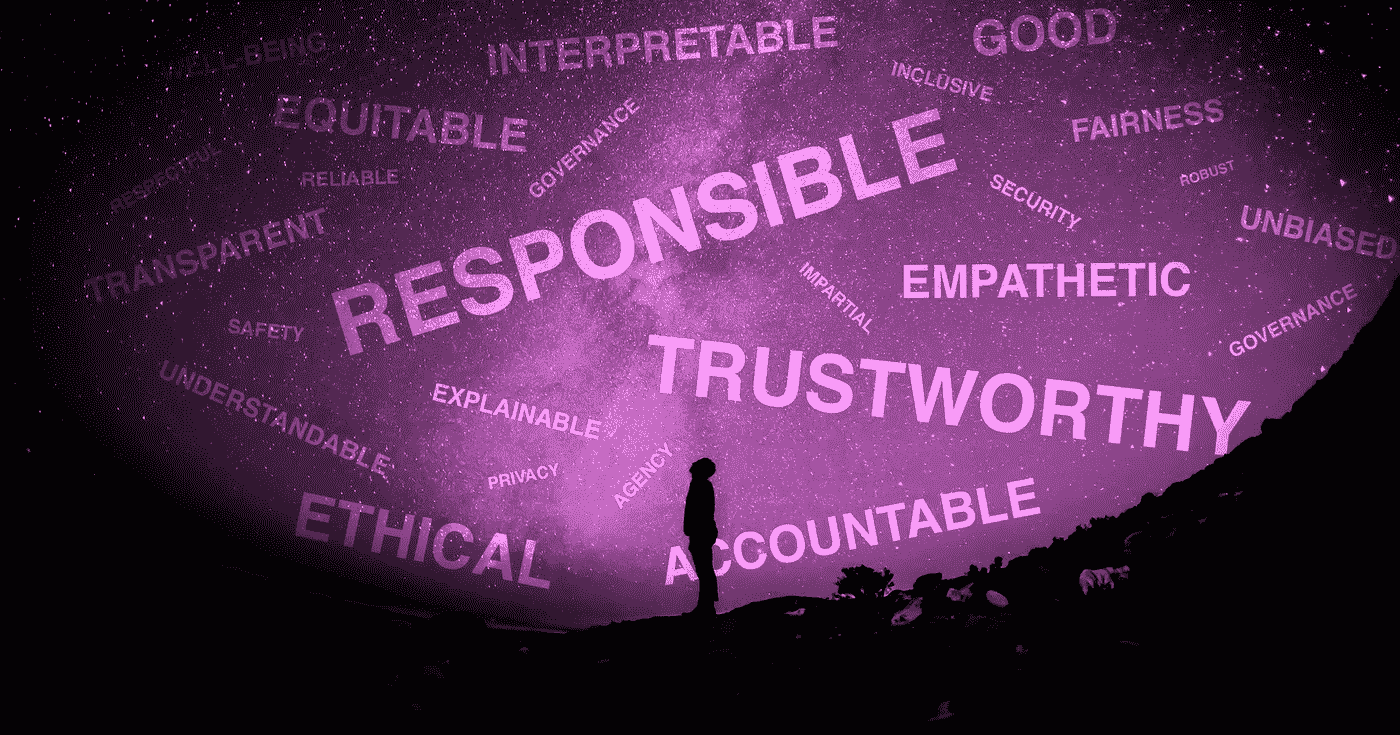 WELL-BEING
INTERPRETABLE
GOOD
INCLUSIVE
EQUITABLE
GOVERNANCE
FAIRNESS
RESPECTFUL
RELIABLE
RESPONSIBLE
ROBUST
SECURITY
UNBIASED
TRANSPARENT
IMPARTIAL
EMPATHETIC
GOVERNANCE
SAFETY
TRUSTWORTHY
UNDERSTANDABLE
EXPLAINABLE
PRIVACY
AGENCY
ETHICAL
ACCOUNTABLE